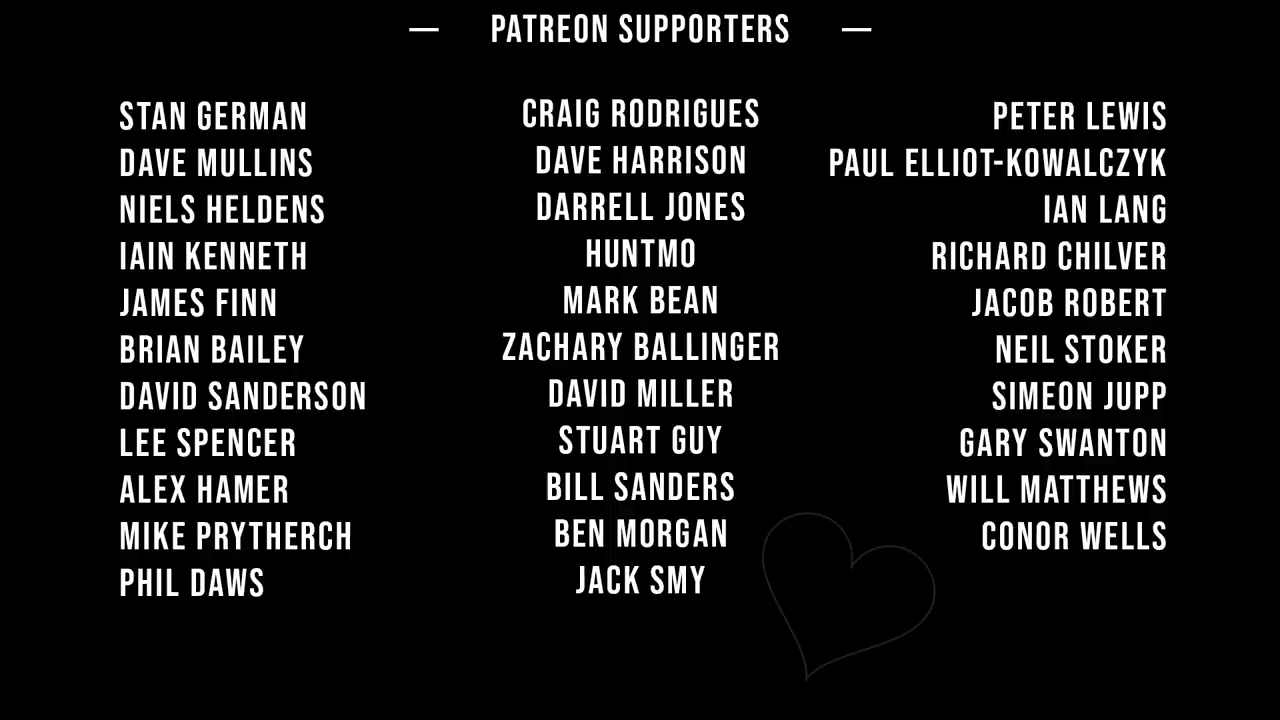 — PATREON SUPPORTERS —
STAN GERMAN
DAVE MULLINS
NIELS HELDENS
IAIN KENNETH
JAMES FINN
BRIAN BAILEY
DAVID SANDERSON
LEE SPENCER
ALEX HAMER
MIKE PRYTHERCH
PHIL DAWS
CRAIG RODRIGUES
DAVE HARRISON
DARRELL JONES
HUNTMO
MARK BEAN
ZACHARY BALLINGER
DAVID MILLER
STUART GUY
BILL SANDERS
BEN MORGAN
JACK SMY
PETER LEWIS
PAUL ELLIOT-KOWALCZYK
IAN LANG
RICHARD CHILVER
JACOB ROBERT
NEIL STOKER
SIMEON JUPP
GARY SWANTON
WILL MATTHEWS
CONOR WELLS